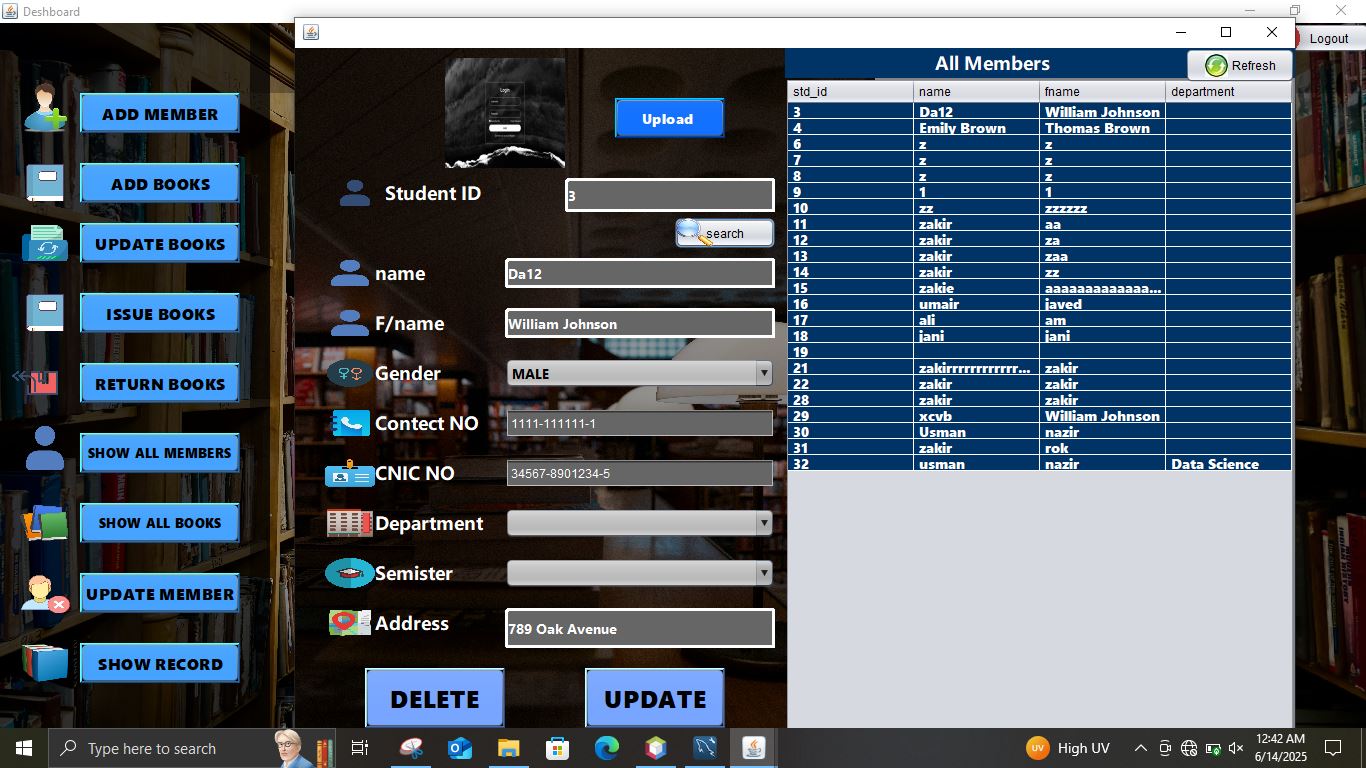 Deshboard
Logout
ADD MEMBER
ADD BOOKS
UPDATE BOOKS
ISSUE BOOKS
RETURN BOOKS
SHOW ALL MEMBERS
SHOW ALL BOOKS
UPDATE MEMBER
SHOW RECORD
Login
Upload
Student ID 3
search
name Da12
F/name William Johnson
Gender MALE
Contect NO 1111-111111-1
CNIC NO 34567-8901234-5
Department
Semister
Address 789 Oak Avenue
DELETE UPDATE
All Members Refresh
std_id name fname department
3 Da12 William Johnson
4 Emily Brown Thomas Brown
6 z z
7 z z
8 z z
9 1 1
10 zz zzzzzz
11 zakir aa
12 zakir za
13 zakir zaa
14 zakir zz
15 zakie aaaaaaaaaaaaa...
16 umair javed
17 ali am
18 jani jani
19
21 zakirrrrrrrrrrrr... zakir
22 zakir zakir
28 zakir zakir
29 xcvb William Johnson
30 Usman nazir
31 zakir rok
32 usman nazir Data Science
Type here to search
UV High UV
12:42 AM
6/14/2025